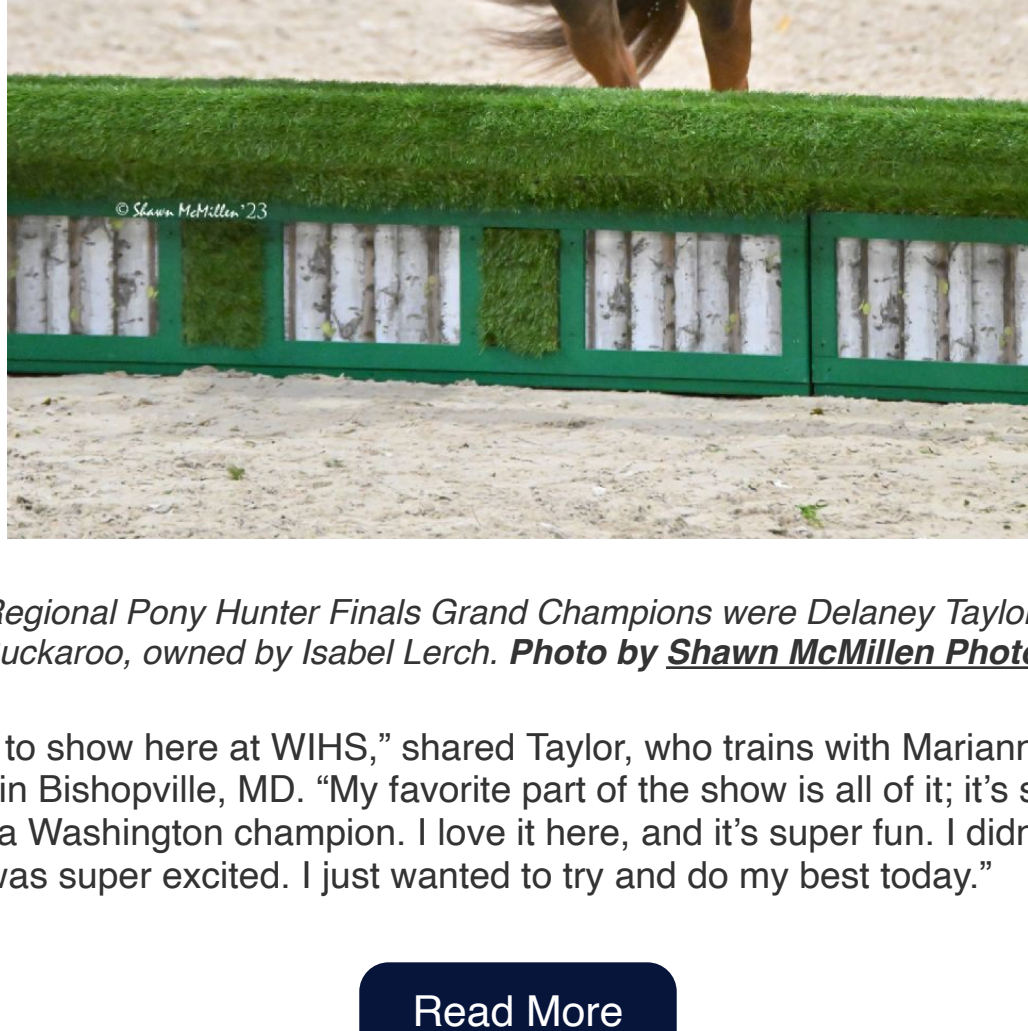 © Shawn McMillen '23
Regional Pony Hunter Finals Grand Champions were Delaney Taylor
uckaroo, owned by Isabel Lerch. Photo by Shawn McMillen Photo
to show here at WIHS,” shared Taylor, who trains with Mariann
in Bishopville, MD. “My favorite part of the show is all of it; it’s s
a Washington champion. I love it here, and it’s super fun. I didn
was super excited. I just wanted to try and do my best today.”
Read More